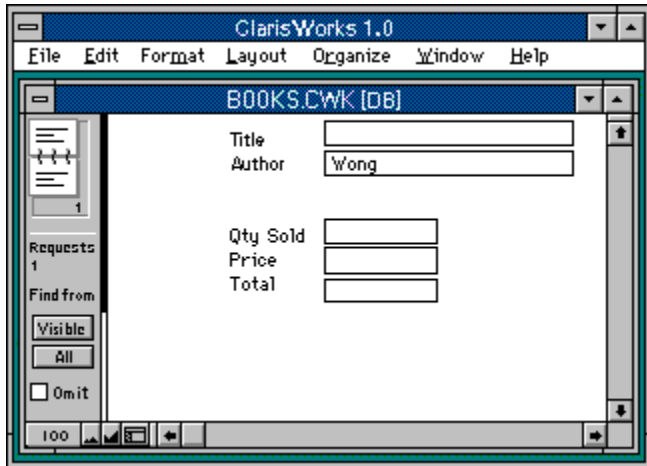 ClarisWorks 1.0
File Edit Format Layout Organize Window Help
BOOKS.CWK [DB]
1
Title
Author Wong
Qty Sold
Price
Total
Requests
1
Find from
Visible
All
Omit
100